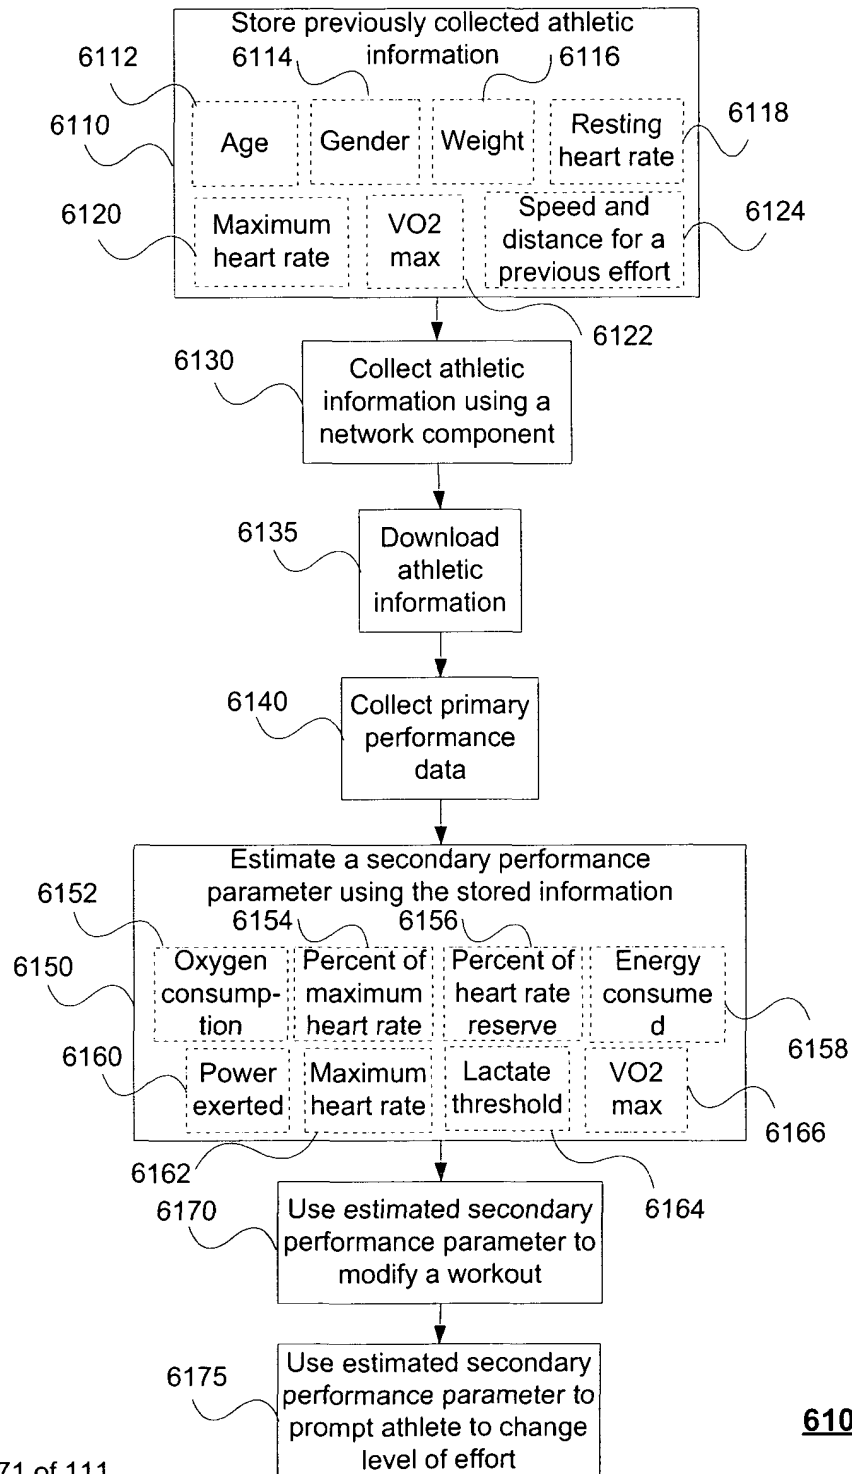 Store previously collected athletic
information
6112
6114
6116
6110
Age
Gender
Weight
Resting
heart rate
6118
6120
Maximum
heart rate
VO2
max
Speed and
distance for a
previous effort
6124
6122
6130
Collect athletic
information using a
network component
6135
Download
athletic
information
6140
Collect primary
performance
data
Estimate a secondary performance
parameter using the stored information
6152
6154
6156
6150
Oxygen
consump-
tion
Percent of
maximum
heart rate
Percent of
heart rate
reserve
Energy
consume
d
6158
6160
Power
exerted
Maximum
heart rate
Lactate
threshold
VO2
max
6166
6162
6164
6170
Use estimated secondary
performance parameter to
modify a workout
6175
Use estimated secondary
performance parameter to
prompt athlete to change
level of effort
610
71 of 111